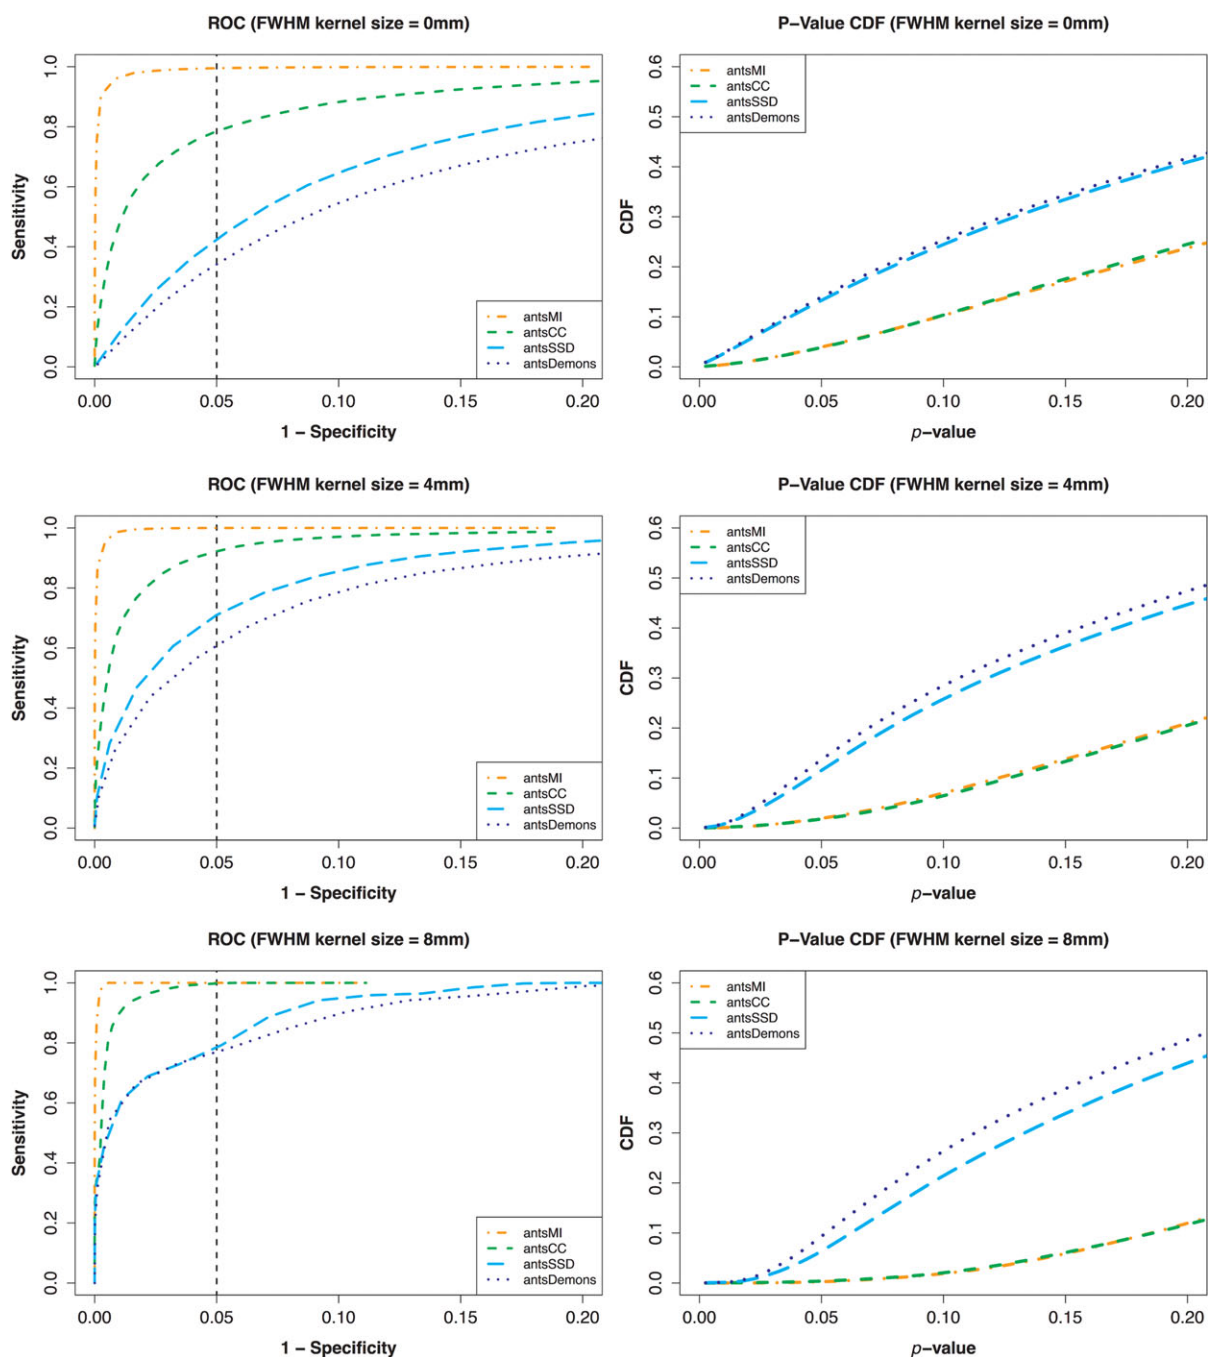 ROC (FWHM kernel size = 0mm)
Sensitivity
1.0
0.8
0.6
0.4
0.2
0.0
antsMI
antsCC
antsSSD
antsDemons
0.00 0.05 0.10 0.15 0.20
1 − Specificity
P−Value CDF (FWHM kernel size = 0mm)
CDF
0.6
0.5
0.4
0.3
0.2
0.1
0.0
antsMI
antsCC
antsSSD
antsDemons
0.00 0.05 0.10 0.15 0.20
p−value
ROC (FWHM kernel size = 4mm)
Sensitivity
1.0
0.8
0.6
0.4
0.2
0.0
antsMI
antsCC
antsSSD
antsDemons
0.00 0.05 0.10 0.15 0.20
1 − Specificity
P−Value CDF (FWHM kernel size = 4mm)
CDF
0.6
0.5
0.4
0.3
0.2
0.1
0.0
antsMI
antsCC
antsSSD
antsDemons
0.00 0.05 0.10 0.15 0.20
p−value
ROC (FWHM kernel size = 8mm)
Sensitivity
1.0
0.8
0.6
0.4
0.2
0.0
antsMI
antsCC
antsSSD
antsDemons
0.00 0.05 0.10 0.15 0.20
1 − Specificity
P−Value CDF (FWHM kernel size = 8mm)
CDF
0.6
0.5
0.4
0.3
0.2
0.1
0.0
antsMI
antsCC
antsSSD
antsDemons
0.00 0.05 0.10 0.15 0.20
p−value